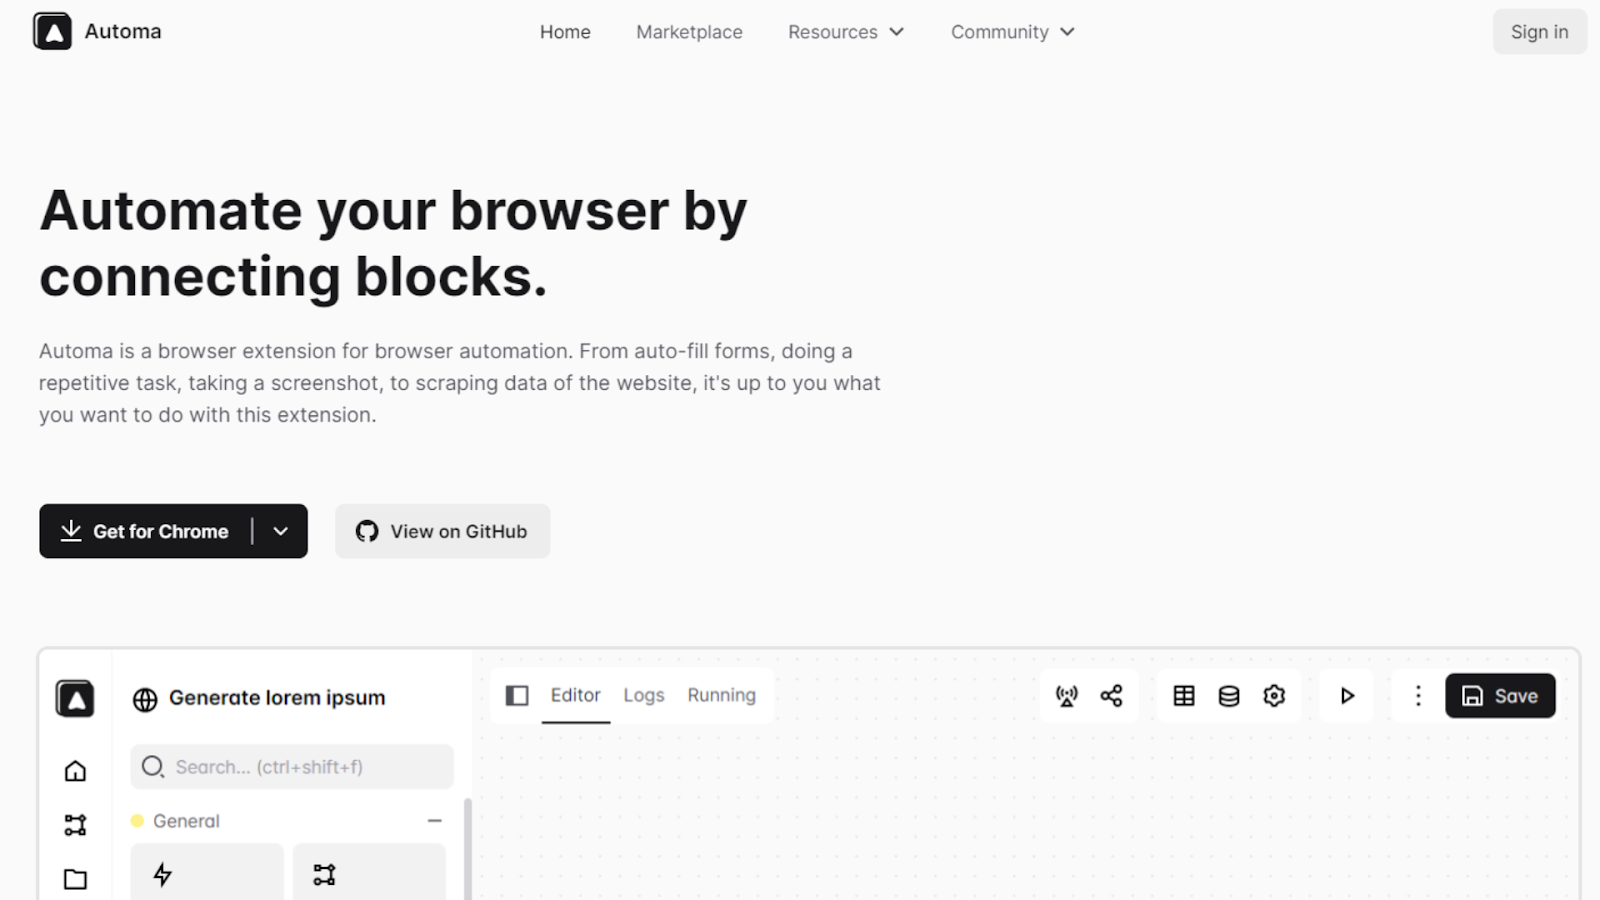 Automa
Home
Marketplace
Resources
Community
Sign in
Automate your browser by
connecting blocks.
Automa is a browser extension for browser automation. From auto-fill forms, doing a
repetitive task, taking a screenshot, to scraping data of the website, it's up to you what
you want to do with this extension.
Get for Chrome
View on GitHub
Generate lorem ipsum
Editor
Logs
Running
Save
Search... (ctrl+shift+f)
General